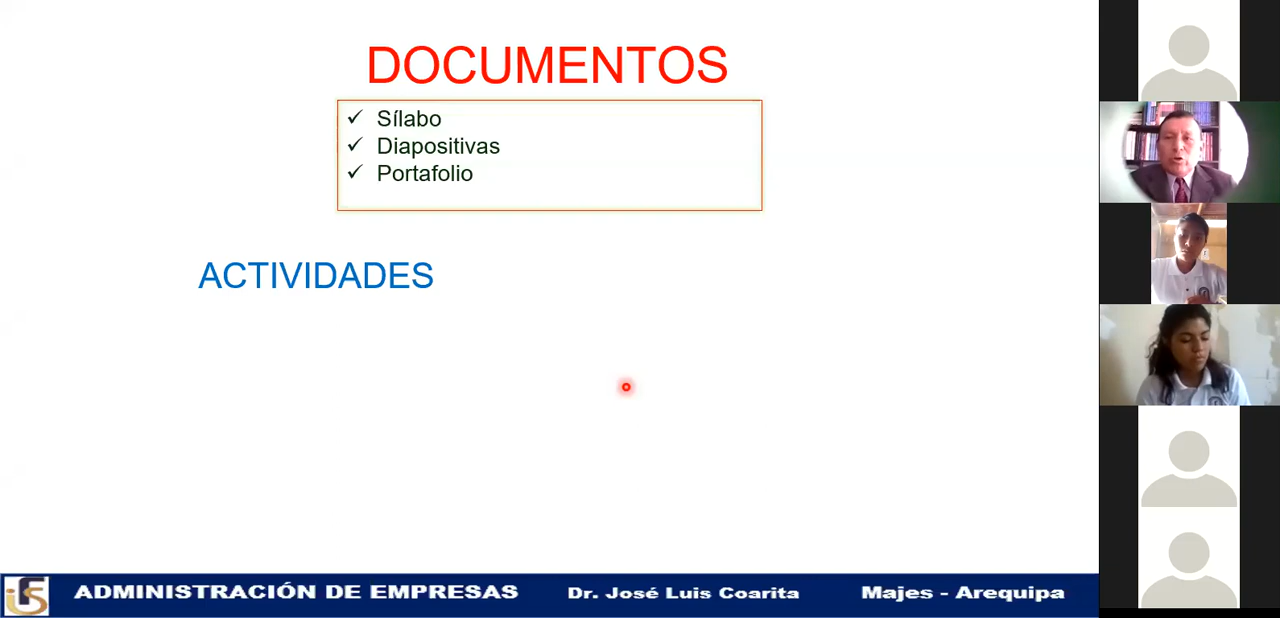 DOCUMENTOS
✓ Sílabo
✓ Diapositivas
✓ Portafolio
ACTIVIDADES
ADMINISTRACIÓN DE EMPRESAS Dr. José Luis Coarita Majes - Arequipa